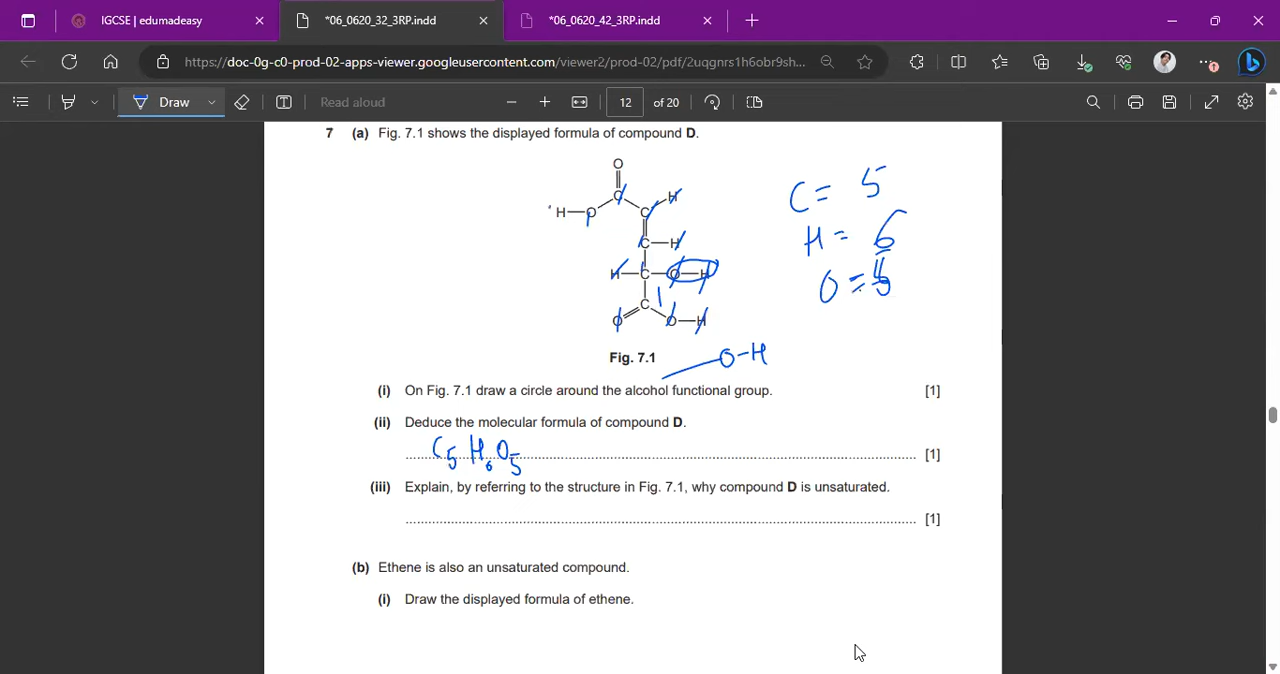 IGCSE | edumadeasy
*06_0620_32_3RP.indd
*06_0620_42_3RP.indd
https://doc-0g-c0-prod-02-apps-viewer.googleusercontent.com/viewer2/prod-02/pdf/2uqgnrs1h6obr9sh...
Draw
Read aloud
12 of 20
7 (a) Fig. 7.1 shows the displayed formula of compound D.
O
C H
H O C
C H
H C O H
C
O O H
C = 5
H = 6
O = 5
Fig. 7.1
O-H
(i) On Fig. 7.1 draw a circle around the alcohol functional group. [1]
(ii) Deduce the molecular formula of compound D.
C5 H6 O5 [1]
(iii) Explain, by referring to the structure in Fig. 7.1, why compound D is unsaturated.
[1]
(b) Ethene is also an unsaturated compound.
(i) Draw the displayed formula of ethene.